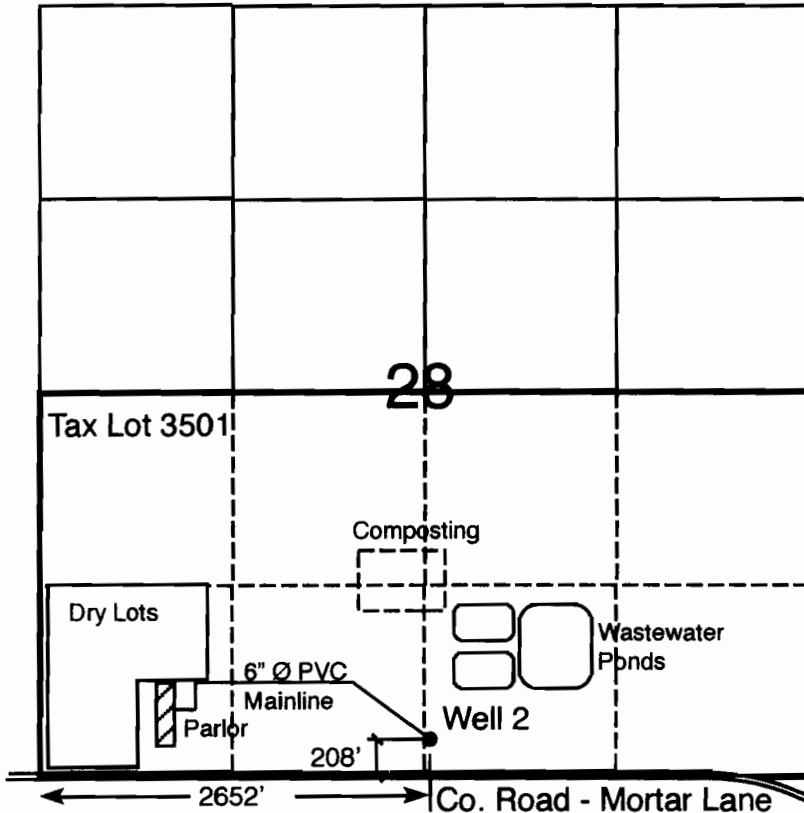 28
Tax Lot 3501
Composting
Dry Lots
Wastewater
Ponds
6" Ø PVC
Mainline
Parlor
Well 2
208'
2652'
Co. Road - Mortar Lane